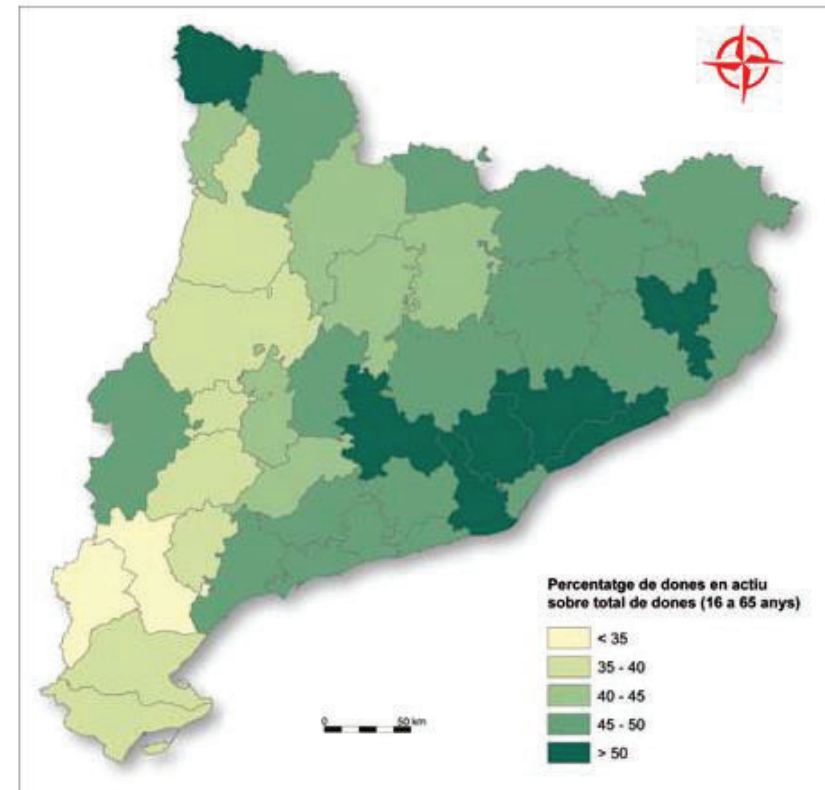 Percentatge de dones en actiu
sobre total de dones (16 a 65 anys)
< 35
35 - 40
40 - 45
45 - 50
> 50
0 50 km